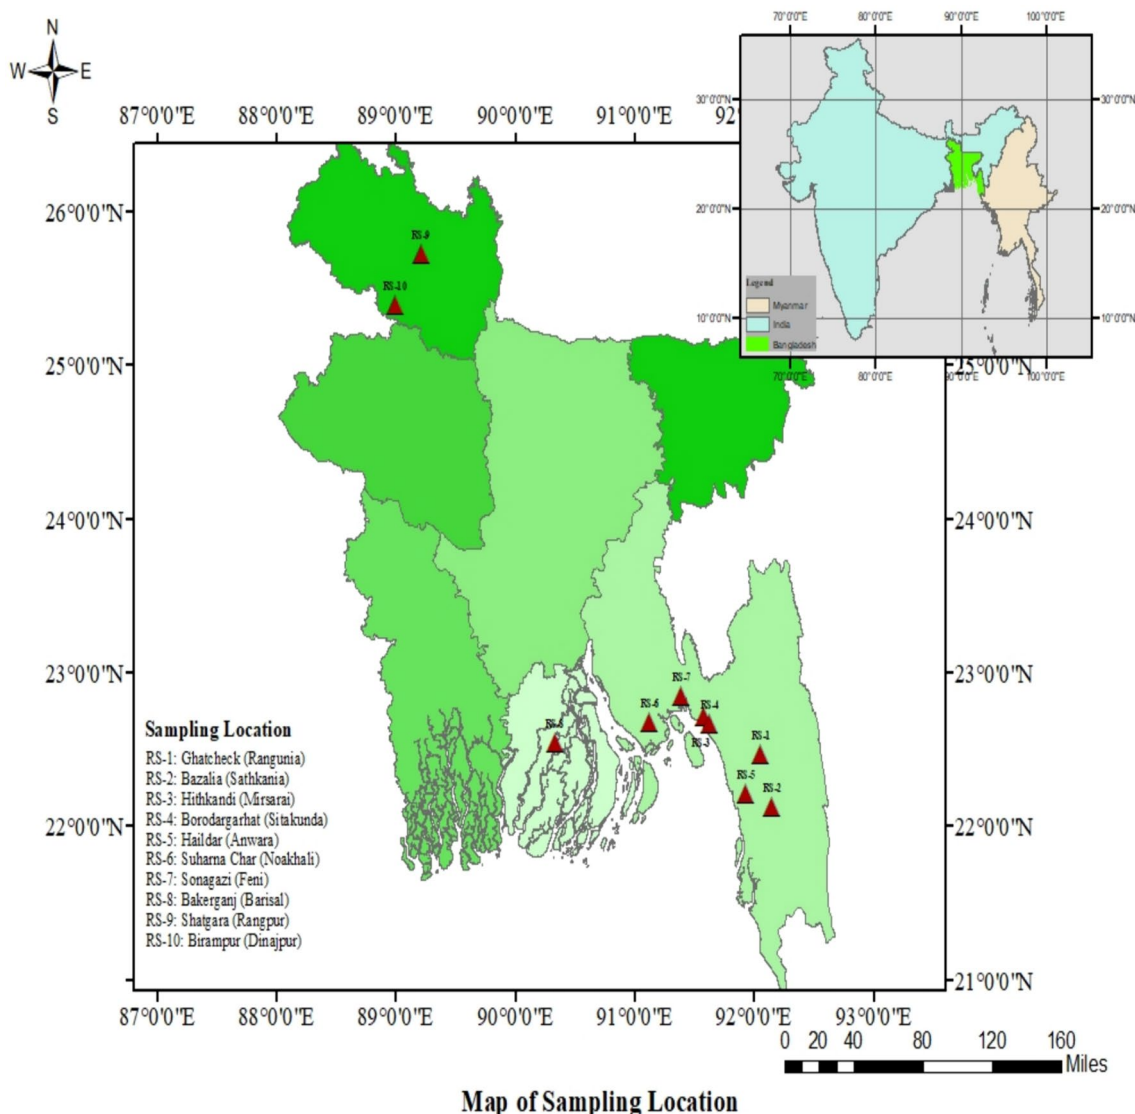 N
W E
S
70°0'0"E 80°0'0"E 90°0'0"E 100°0'0"E
30°0'0"N 30°0'0"N
20°0'0"N 20°0'0"N
10°0'0"N 10°0'0"N
Legend
Myanmar
India
Bangladesh
70°0'0"E 80°0'0"E 90°0'0"E 100°0'0"E
87°0'0"E 88°0'0"E 89°0'0"E 90°0'0"E 91°0'0"E 92
26°0'0"N
25°0'0"N 25°0'0"N
24°0'0"N 24°0'0"N
23°0'0"N 23°0'0"N
22°0'0"N 22°0'0"N
21°0'0"N
RS-9
RS-10
RS-7
RS-6 RS-4
RS-8 RS-3 RS-1
RS-5
RS-2
Sampling Location
RS-1: Ghatcheck (Rangunia)
RS-2: Bazalia (Sathkania)
RS-3: Hithkandi (Mirsarai)
RS-4: Borodargarhat (Sitakunda)
RS-5: Haildar (Anwara)
RS-6: Subarna Char (Noakhali)
RS-7: Sonagazi (Feni)
RS-8: Bakerganj (Barisal)
RS-9: Shatgara (Rangpur)
RS-10: Birampur (Dinajpur)
87°0'0"E 88°0'0"E 89°0'0"E 90°0'0"E 91°0'0"E 92°0'0"E 93°0'0"E
0 20 40 80 120 160
Miles
Map of Sampling Location